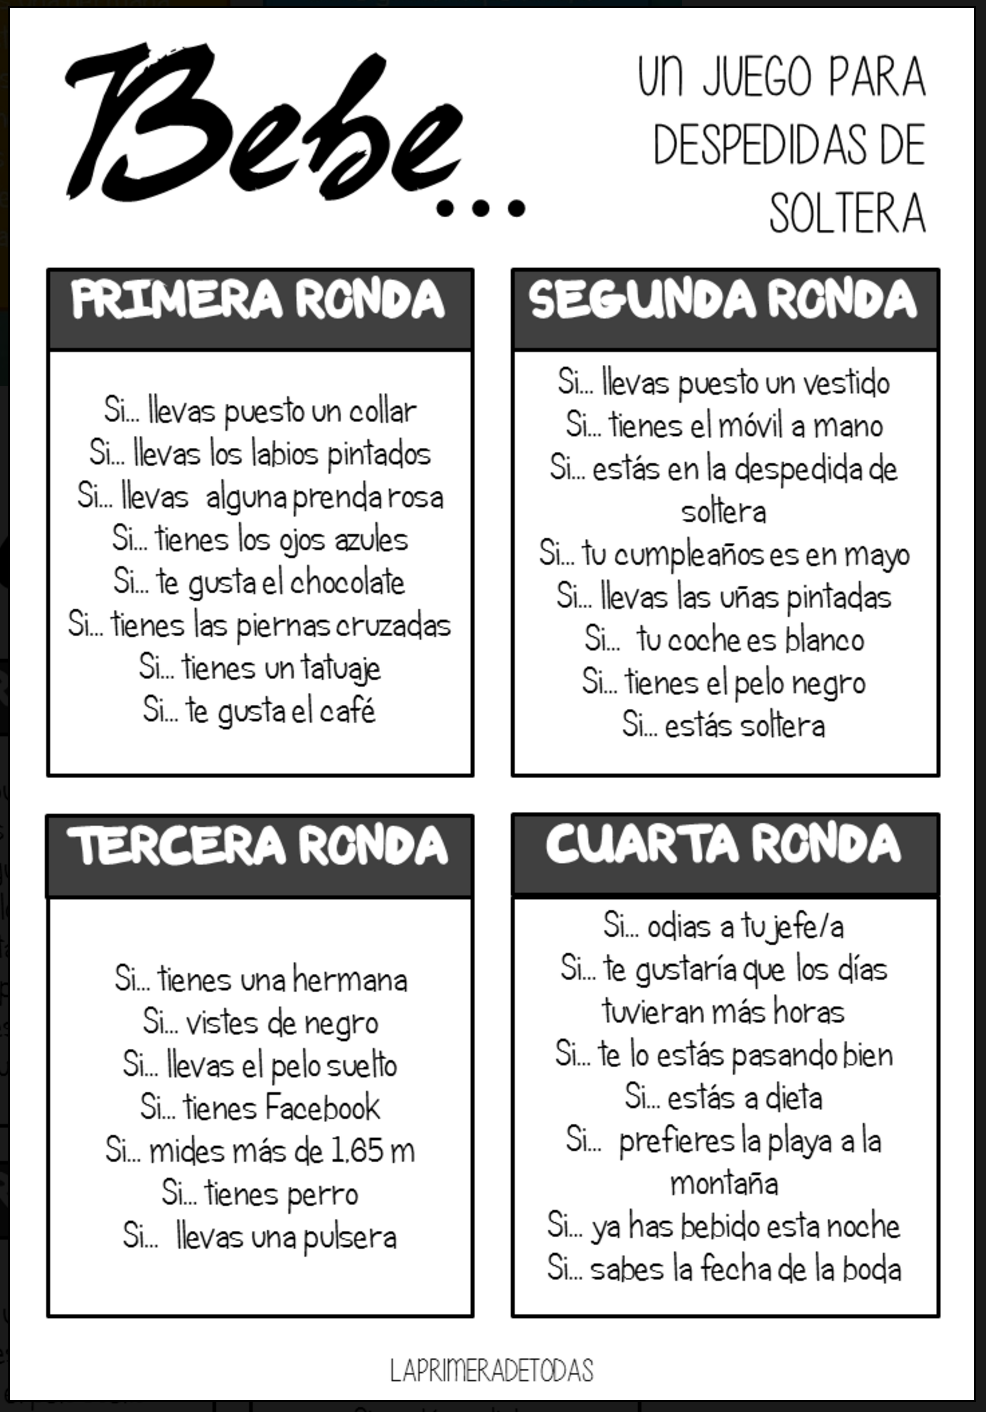 Bebe...
UN JUEGO PARA
DESPEDIDAS DE
SOLTERA
PRIMERA RONDA
Si... llevas puesto un collar
Si... llevas los labios pintados
Si... llevas alguna prenda rosa
Si... tienes los ojos azules
Si... te gusta el chocolate
Si... tienes las piernas cruzadas
Si... tienes un tatuaje
Si... te gusta el café
SEGUNDA RONDA
Si... llevas puesto un vestido
Si... tienes el móvil a mano
Si... estás en la despedida de
soltera
Si... tu cumpleaños es en mayo
Si... llevas las uñas pintadas
Si... tu coche es blanco
Si... tienes el pelo negro
Si... estás soltera
TERCERA RONDA
Si... tienes una hermana
Si... vistes de negro
Si... llevas el pelo suelto
Si... tienes Facebook
Si... mides más de 1,65 m
Si... tienes perro
Si... llevas una pulsera
CUARTA RONDA
Si... odias a tu jefe/a
Si... te gustaría que los días
tuvieran más horas
Si... te lo estás pasando bien
Si... estás a dieta
Si... prefieres la playa a la
montaña
Si... ya has bebido esta noche
Si... sabes la fecha de la boda
LAPRIMERADETODAS